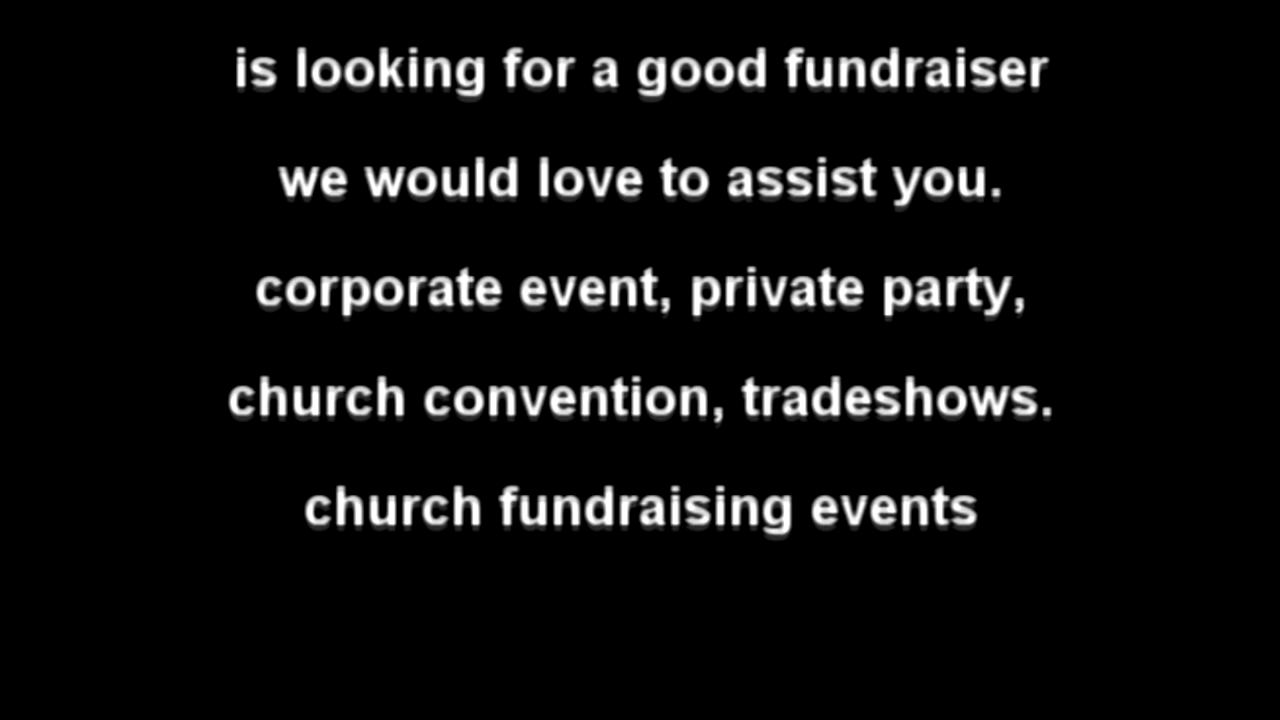 is looking for a good fundraiser
we would love to assist you.
corporate event, private party,
church convention, tradeshows.
church fundraising events